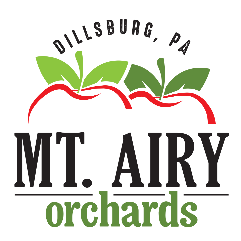 DILLSBURG, PA
MT. AIRY
orchards